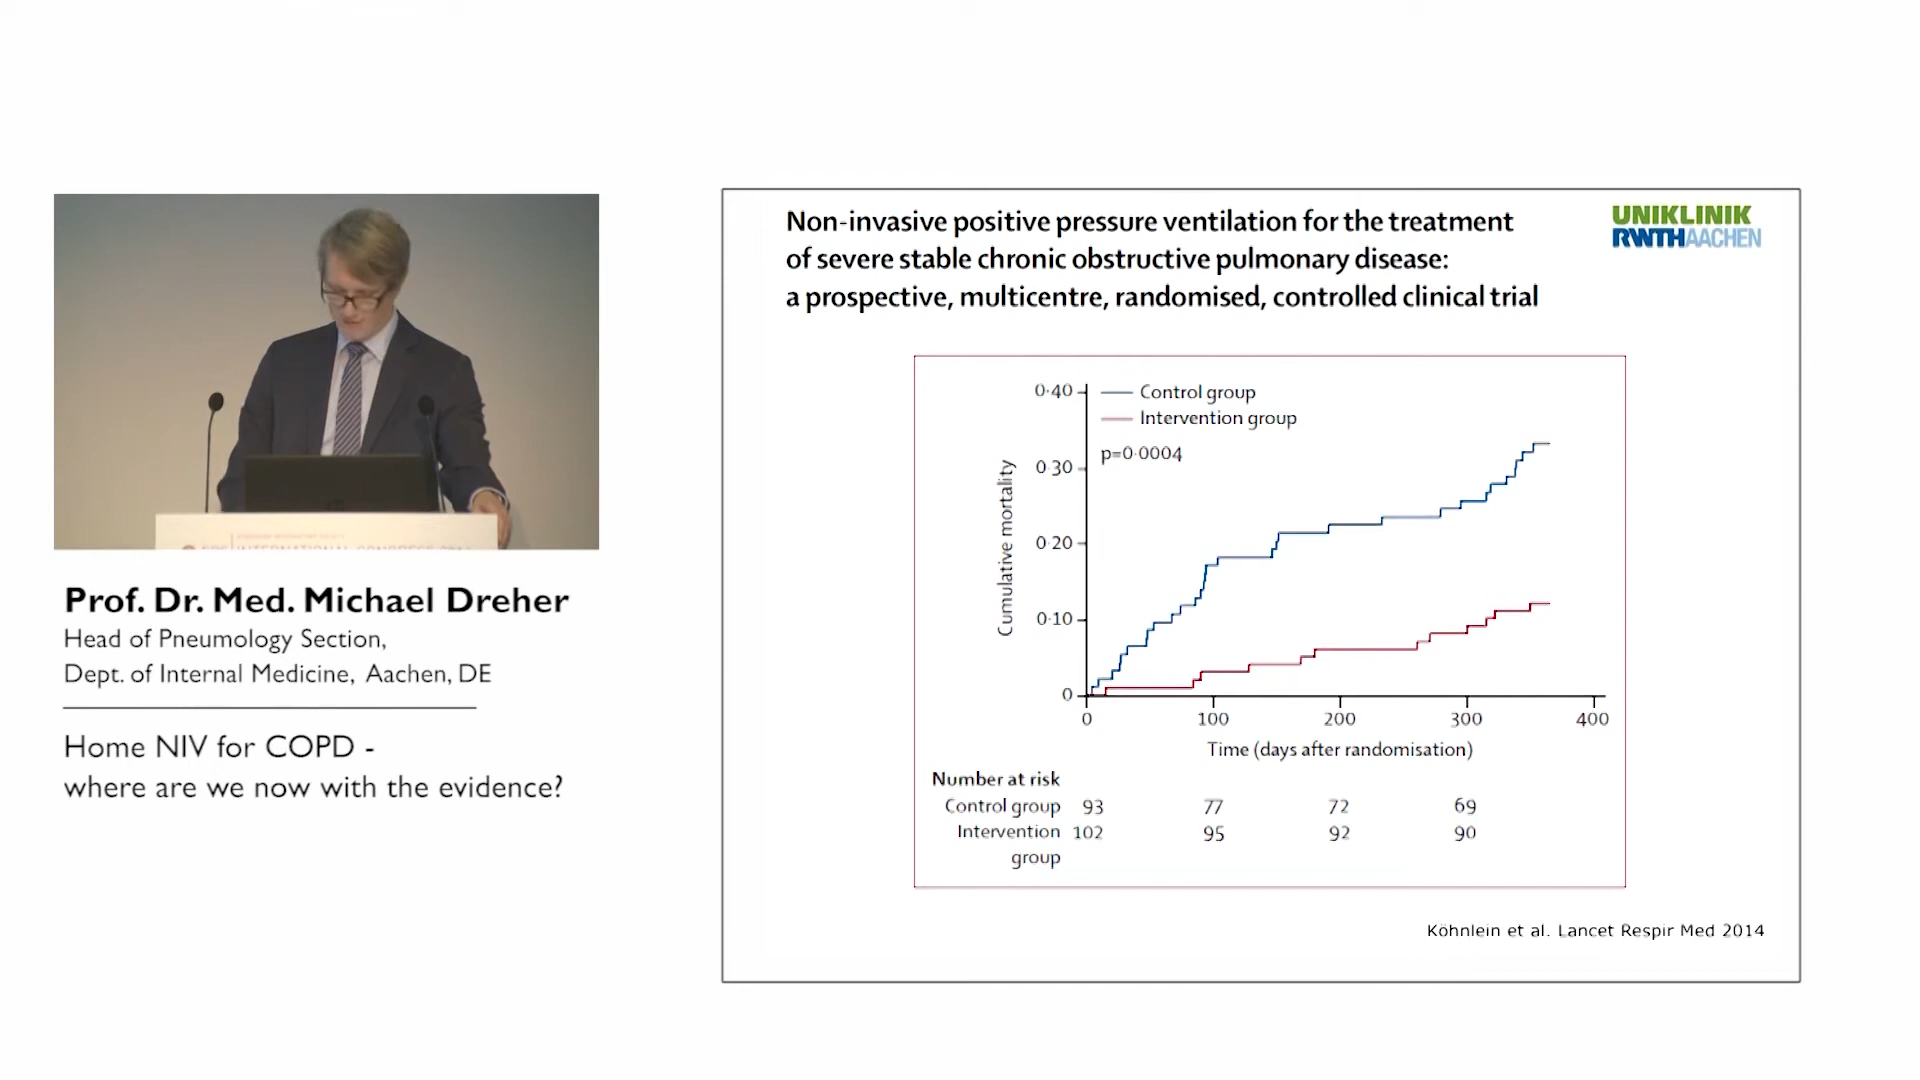 Non-invasive positive pressure ventilation for the treatment
of severe stable chronic obstructive pulmonary disease:
a prospective, multicentre, randomised, controlled clinical trial
UNIKLINIK
RWTHAACHEN
0·40
0·30
0·20
0·10
0
Cumulative mortality
Control group
Intervention group
p=0·0004
0
100
200
300
400
Time (days after randomisation)
Number at risk
Control group 93 77 72 69
Intervention 102 95 92 90
group
Köhnlein et al. Lancet Respir Med 2014
INTERNATIONAL CONGRESS
Prof. Dr. Med. Michael Dreher
Head of Pneumology Section,
Dept. of Internal Medicine, Aachen, DE
Home NIV for COPD -
where are we now with the evidence?